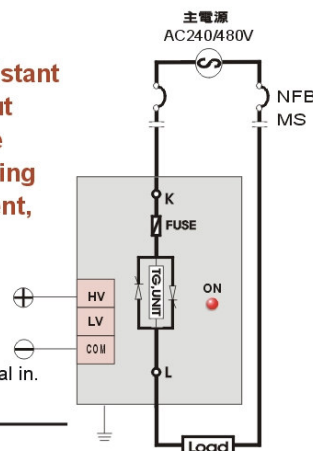 主電源
AC240/480V
stant
ut
e
ing
ent,
NFB
MS
K
FUSE
TG.UNIT
ON
HV
LV
COM
L
al in.
Load